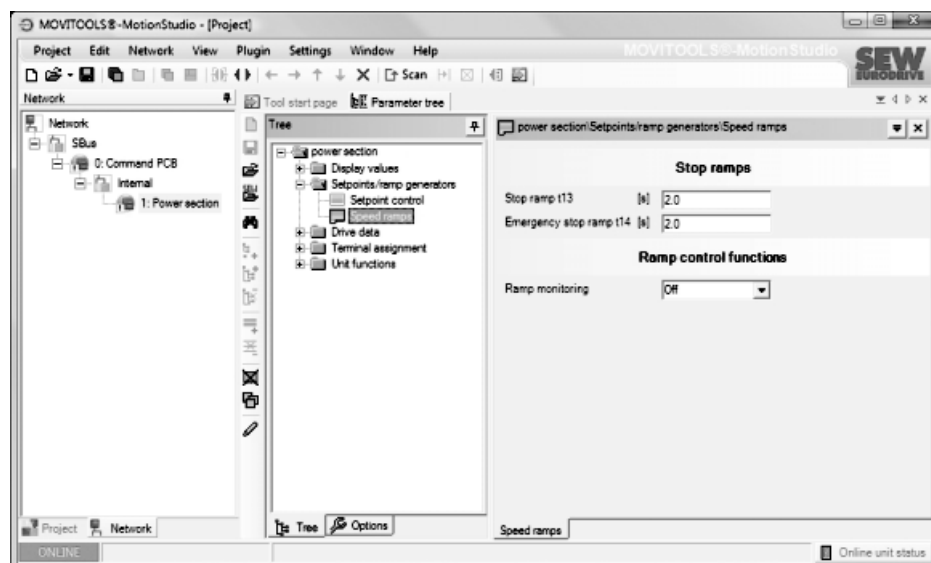 MOVITOOLS®-MotionStudio - [Project]
Project Edit Network View Plugin Settings Window Help
MOVITOOLS®-MotionStudio
SEW
EURODRIVE
Scan
Network
Tool start page
Parameter tree
Network
SBus
0: Command PCB
Internal
1: Power section
Tree
power section
Display values
Setpoints/ramp generators
Setpoint control
Speed ramps
Drive data
Terminal assignment
Unit functions
power section\Setpoints/ramp generators\Speed ramps
Stop ramps
Stop ramp t13 [s] 2.0
Emergency stop ramp t14 [s] 2.0
Ramp control functions
Ramp monitoring Off
Project Network
Tree Options
Speed ramps
ONLINE
Online unit status